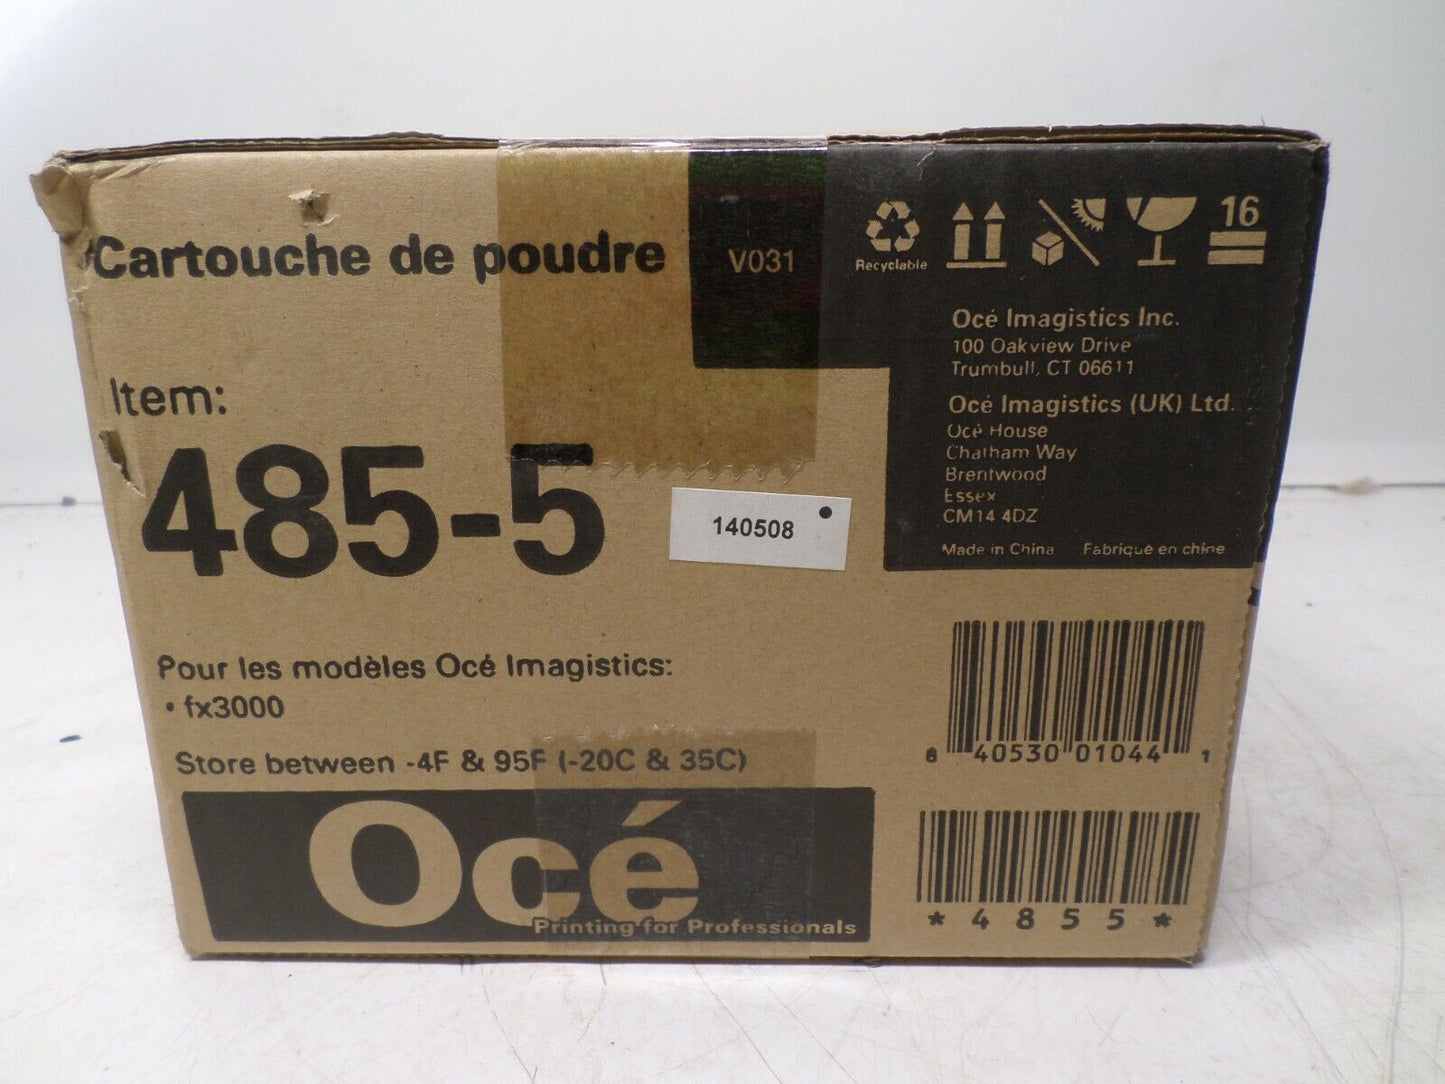 Cartouche de poudre
V031
Recyclable
16
Océ Imagistics Inc.
100 Oakview Drive
Trumbull, CT 06611
Océ Imagistics (UK) Ltd.
Océ House
Chatham Way
Brentwood
Essex
CM14 4DZ
Made in China Fabriqué en chine
Item:
485-5
140508
Pour les modèles Océ Imagistics:
• fx3000
Store between -4F & 95F (-20C & 35C)
Océ
Printing for Professionals
8 40530 01044 1
*4855*